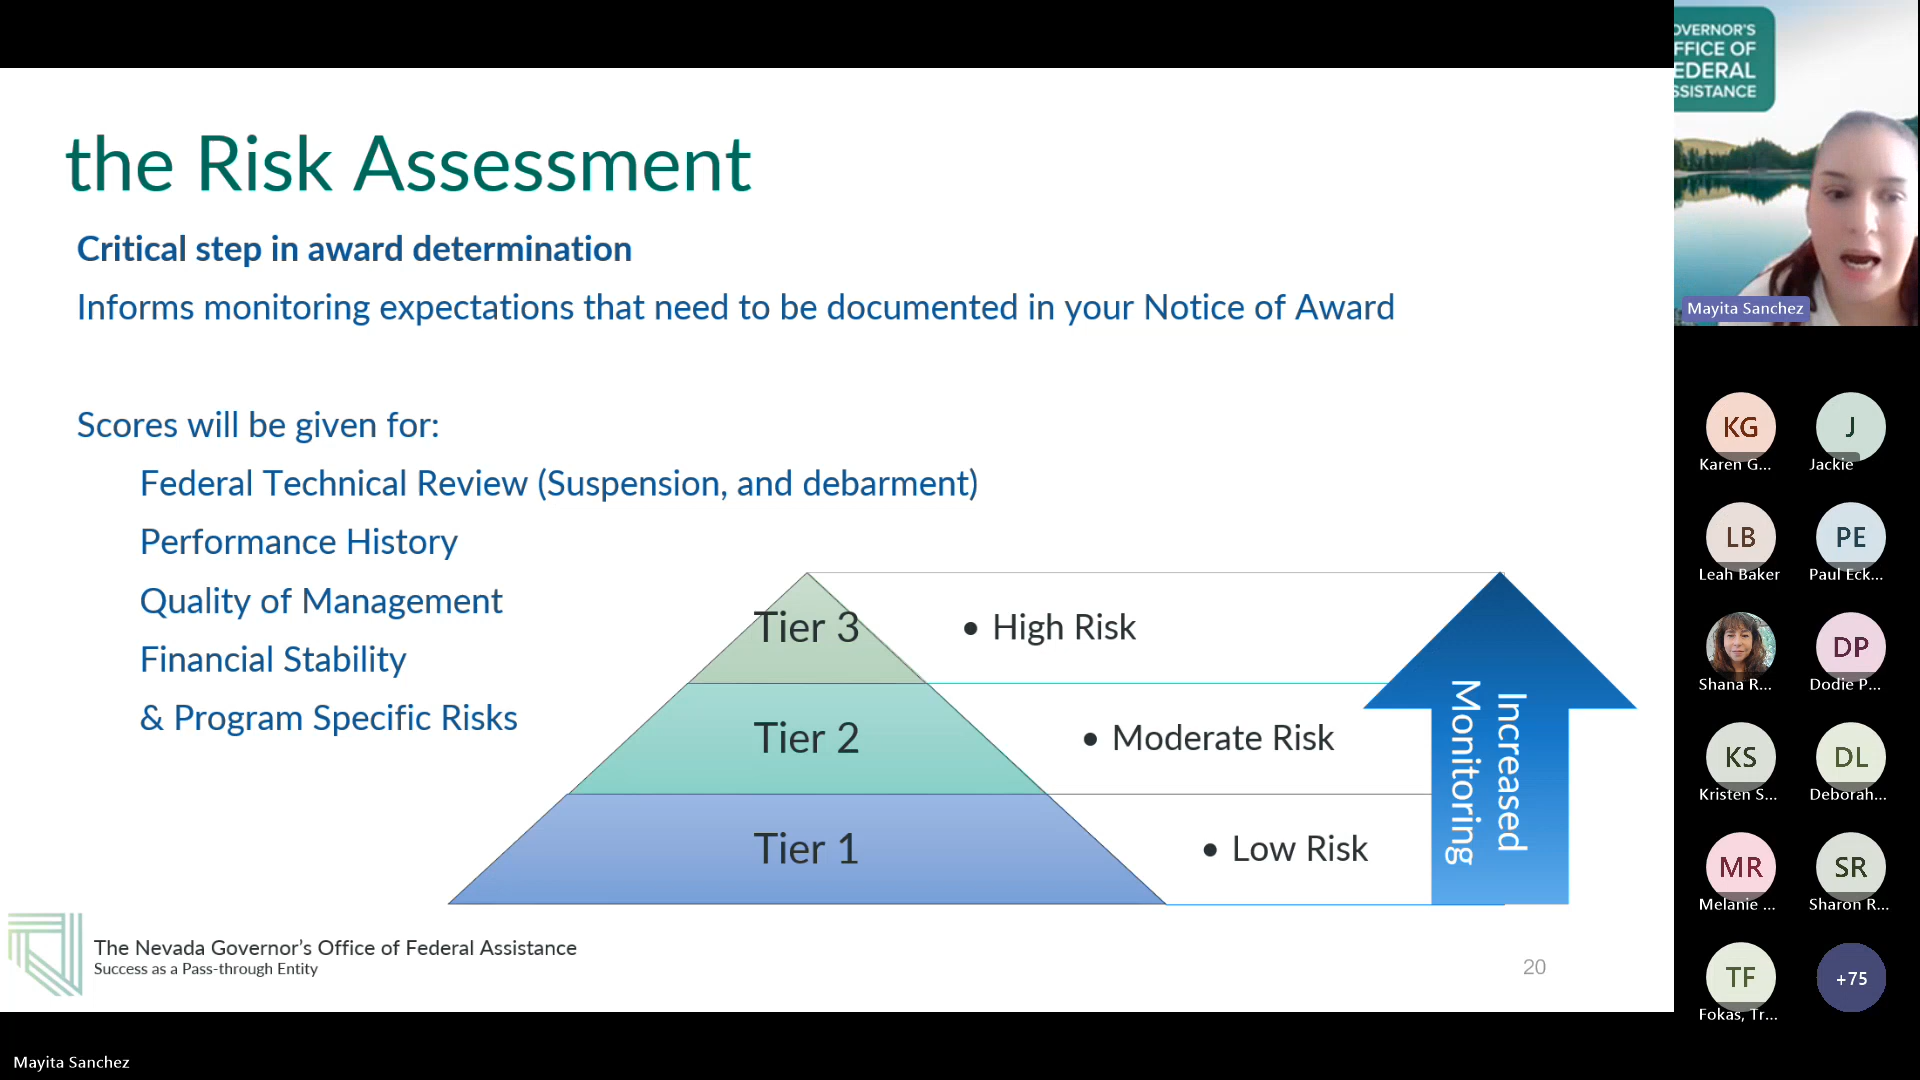 the Risk Assessment
Critical step in award determination
Informs monitoring expectations that need to be documented in your Notice of Award
Scores will be given for:
Federal Technical Review (Suspension, and debarment)
Performance History
Quality of Management
Financial Stability
& Program Specific Risks
Tier 3
• High Risk
Tier 2
• Moderate Risk
Tier 1
• Low Risk
Increased
Monitoring
The Nevada Governor's Office of Federal Assistance
Success as a Pass-through Entity
20
OVERNOR'S
FFICE OF
EDERAL
SSISTANCE
Mayita Sanchez
KG
Karen G...
J
Jackie
LB
Leah Baker
PE
Paul Eck...
Shana R...
DP
Dodie P...
KS
Kristen S...
DL
Deborah...
MR
Melanie ...
SR
Sharon R...
TF
Fokas, Tr...
+75
Mayita Sanchez